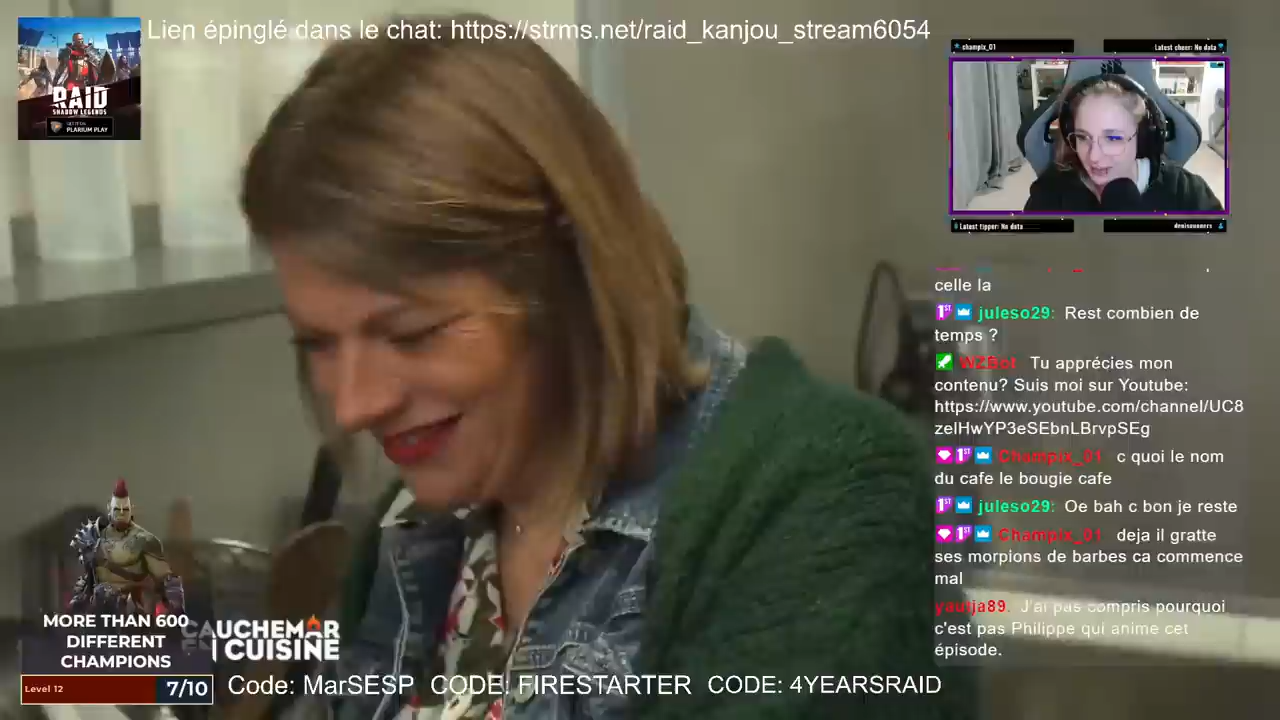 Lien épinglé dans le chat: https://strms.net/raid_kanjou_stream6054
RAID
SHADOW LEGENDS
PLARIUM PLAY
champix_01
Latest cheer: No data
Latest tipper: No data
celle la
juleso29: Rest combien de
temps ?
WZBot Tu apprécies mon
contenu? Suis moi sur Youtube:
https://www.youtube.com/channel/UC8
zelHwYP3eSEbnLBrvpSEg
Champix_01 c quoi le nom
du cafe le bougie cafe
juleso29: Oe bah c bon je reste
Champix_01 deja il gratte
ses morpions de barbes ca commence
mal
yautja89: J'ai pas compris pourquoi
c'est pas Philippe qui anime cet
épisode.
MORE THAN 600
DIFFERENT
CHAMPIONS
CAUCHEMAR
EN CUISINE
Level 12
7/10
Code: MarSESP CODE: FIRESTARTER CODE: 4YEARSRAID